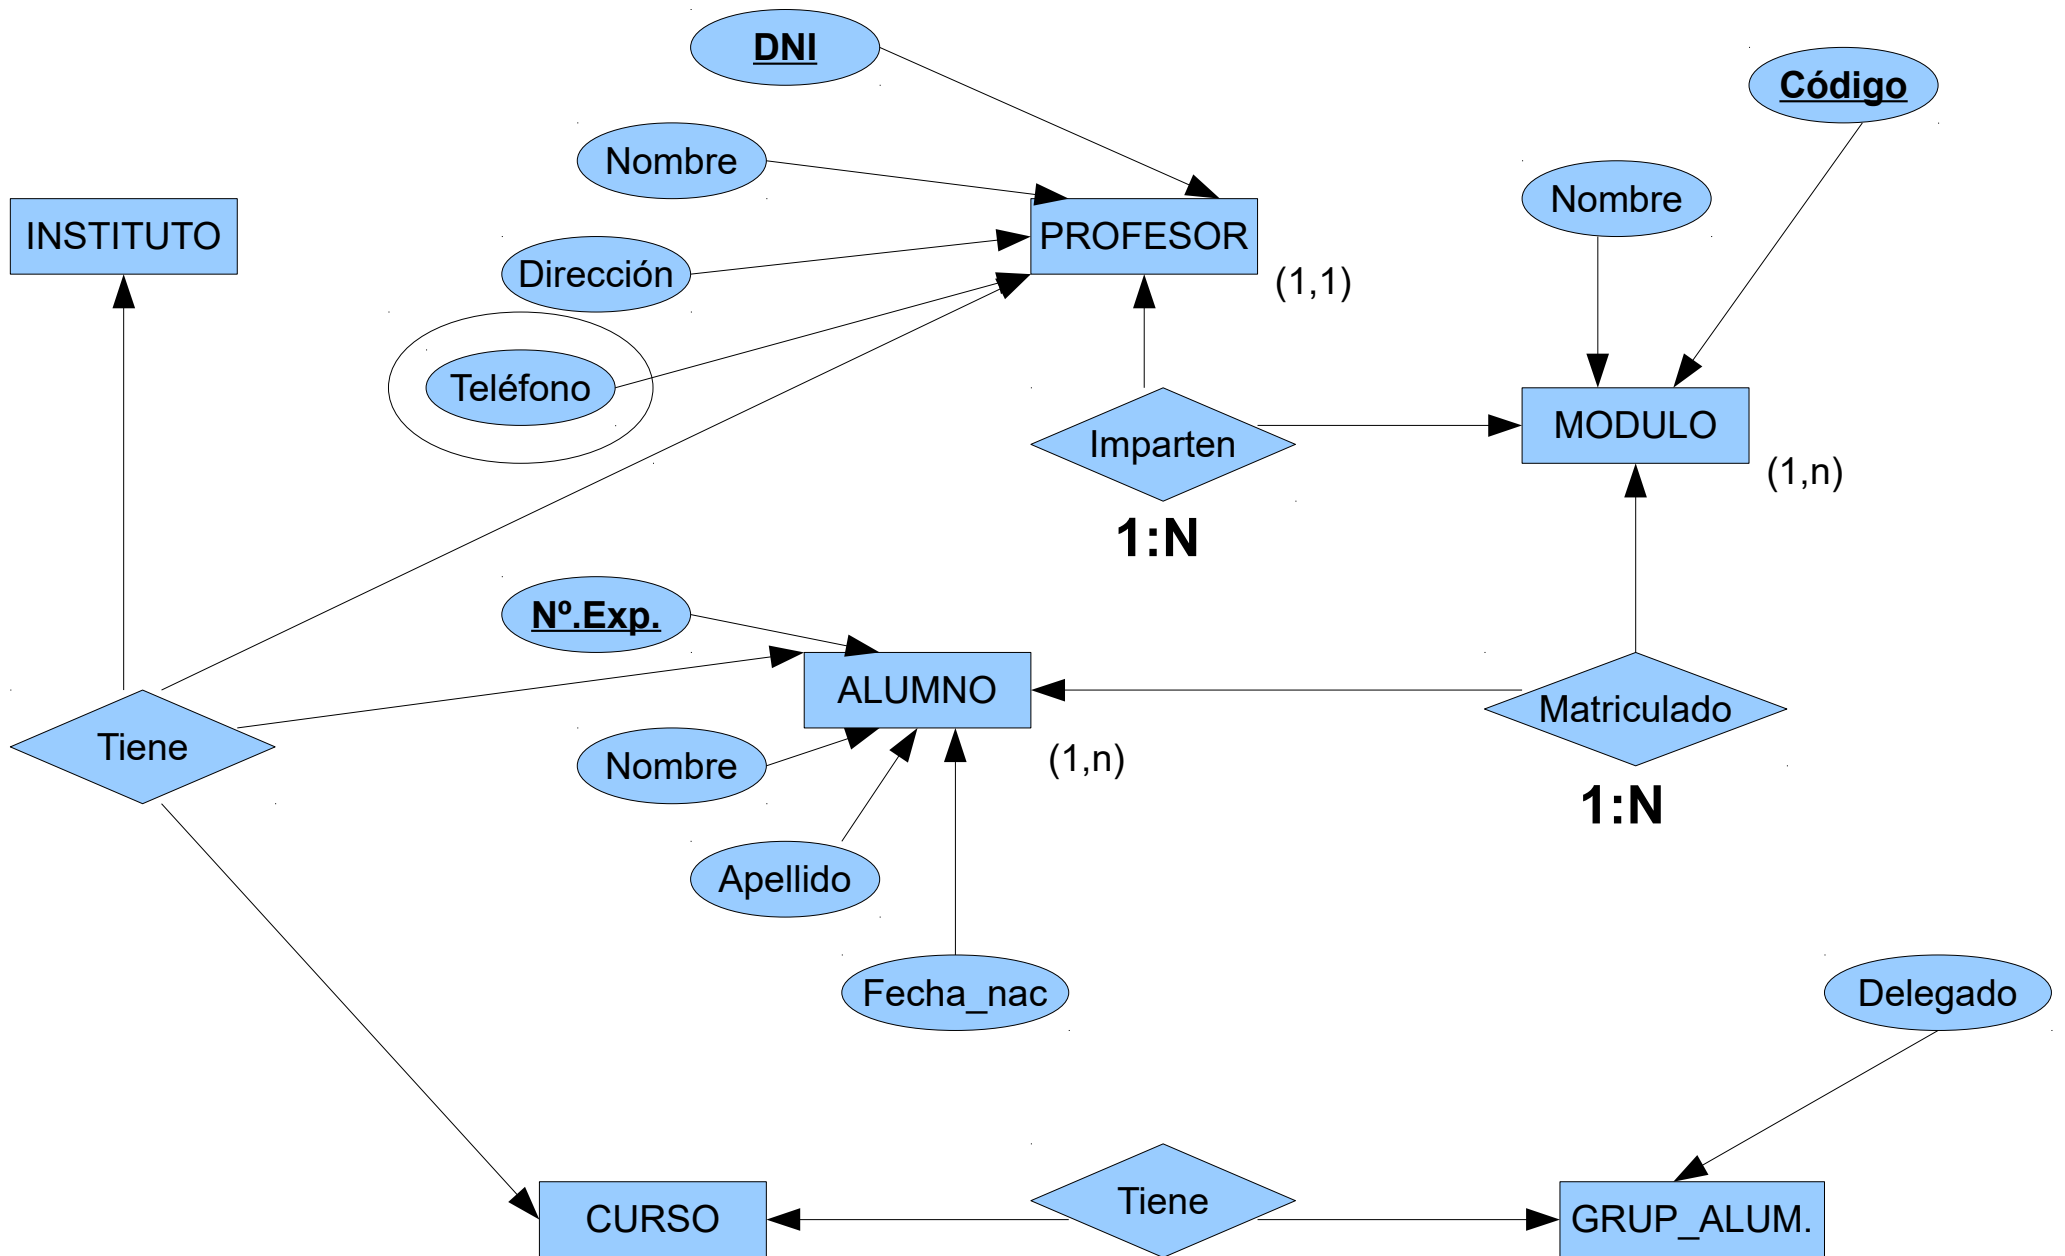 DNI
Código
Nombre
Nombre
INSTITUTO
PROFESOR
Dirección
(1,1)
Teléfono
MODULO
Imparten
(1,n)
1:N
Nº.Exp.
ALUMNO
Matriculado
Tiene
Nombre
(1,n)
1:N
Apellido
Fecha_nac
Delegado
Tiene
CURSO
GRUP_ALUM.